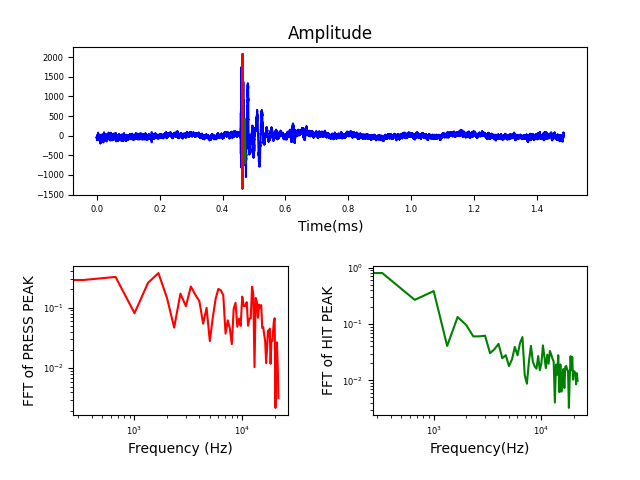 Amplitude
2000
1500
1000
500
0
−500
−1000
−1500
0.0 0.2 0.4 0.6 0.8 1.0 1.2 1.4
Time(ms)
FFT of PRESS PEAK
10⁻¹
10⁻²
10³ 10⁴
Frequency (Hz)
FFT of HIT PEAK
10⁰
10⁻¹
10⁻²
10³ 10⁴
Frequency(Hz)